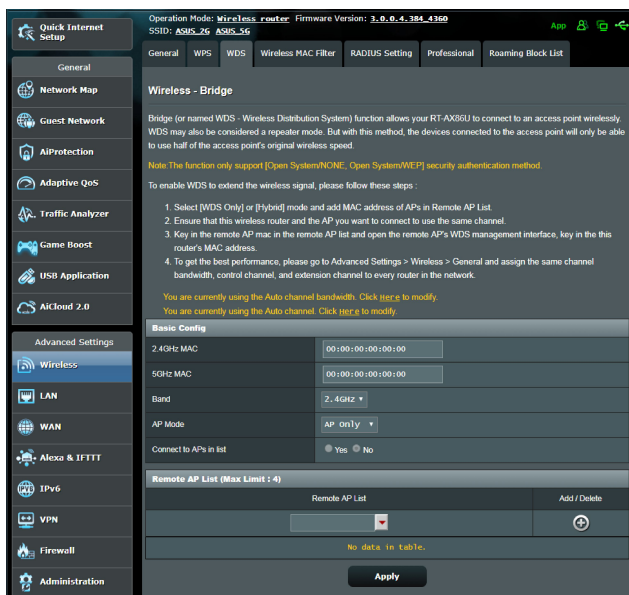 Quick Internet
Setup
General
Network Map
Guest Network
AiProtection
Adaptive QoS
Traffic Analyzer
Game Boost
USB Application
AiCloud 2.0
Advanced Settings
Wireless
LAN
WAN
Alexa & IFTTT
IPv6
VPN
Firewall
Administration
Operation Mode: Wireless router Firmware Version: 3.0.0.4.384_4360
SSID: ASUS_2G ASUS_5G
App
General WPS WDS Wireless MAC Filter RADIUS Setting Professional Roaming Block List
Wireless - Bridge
Bridge (or named WDS - Wireless Distribution System) function allows your RT-AX86U to connect to an access point wirelessly.
WDS may also be considered a repeater mode. But with this method, the devices connected to the access point will only be able
to use half of the access point's original wireless speed.
Note:The function only support [Open System/NONE, Open System/WEP] security authentication method.
To enable WDS to extend the wireless signal, please follow these steps :
1. Select [WDS Only] or [Hybrid] mode and add MAC address of APs in Remote AP List.
2. Ensure that this wireless router and the AP you want to connect to use the same channel.
3. Key in the remote AP mac in the remote AP list and open the remote AP's WDS management interface, key in the this
router's MAC address.
4. To get the best performance, please go to Advanced Settings > Wireless > General and assign the same channel
bandwidth, control channel, and extension channel to every router in the network.
You are currently using the Auto channel bandwidth. Click Here to modify.
You are currently using the Auto channel. Click Here to modify.
Basic Config
2.4GHz MAC 00:00:00:00:00:00
5GHz MAC 00:00:00:00:00:00
Band 2.4GHz
AP Mode AP Only
Connect to APs in list Yes No
Remote AP List (Max Limit : 4)
Remote AP List Add / Delete
No data in table.
Apply